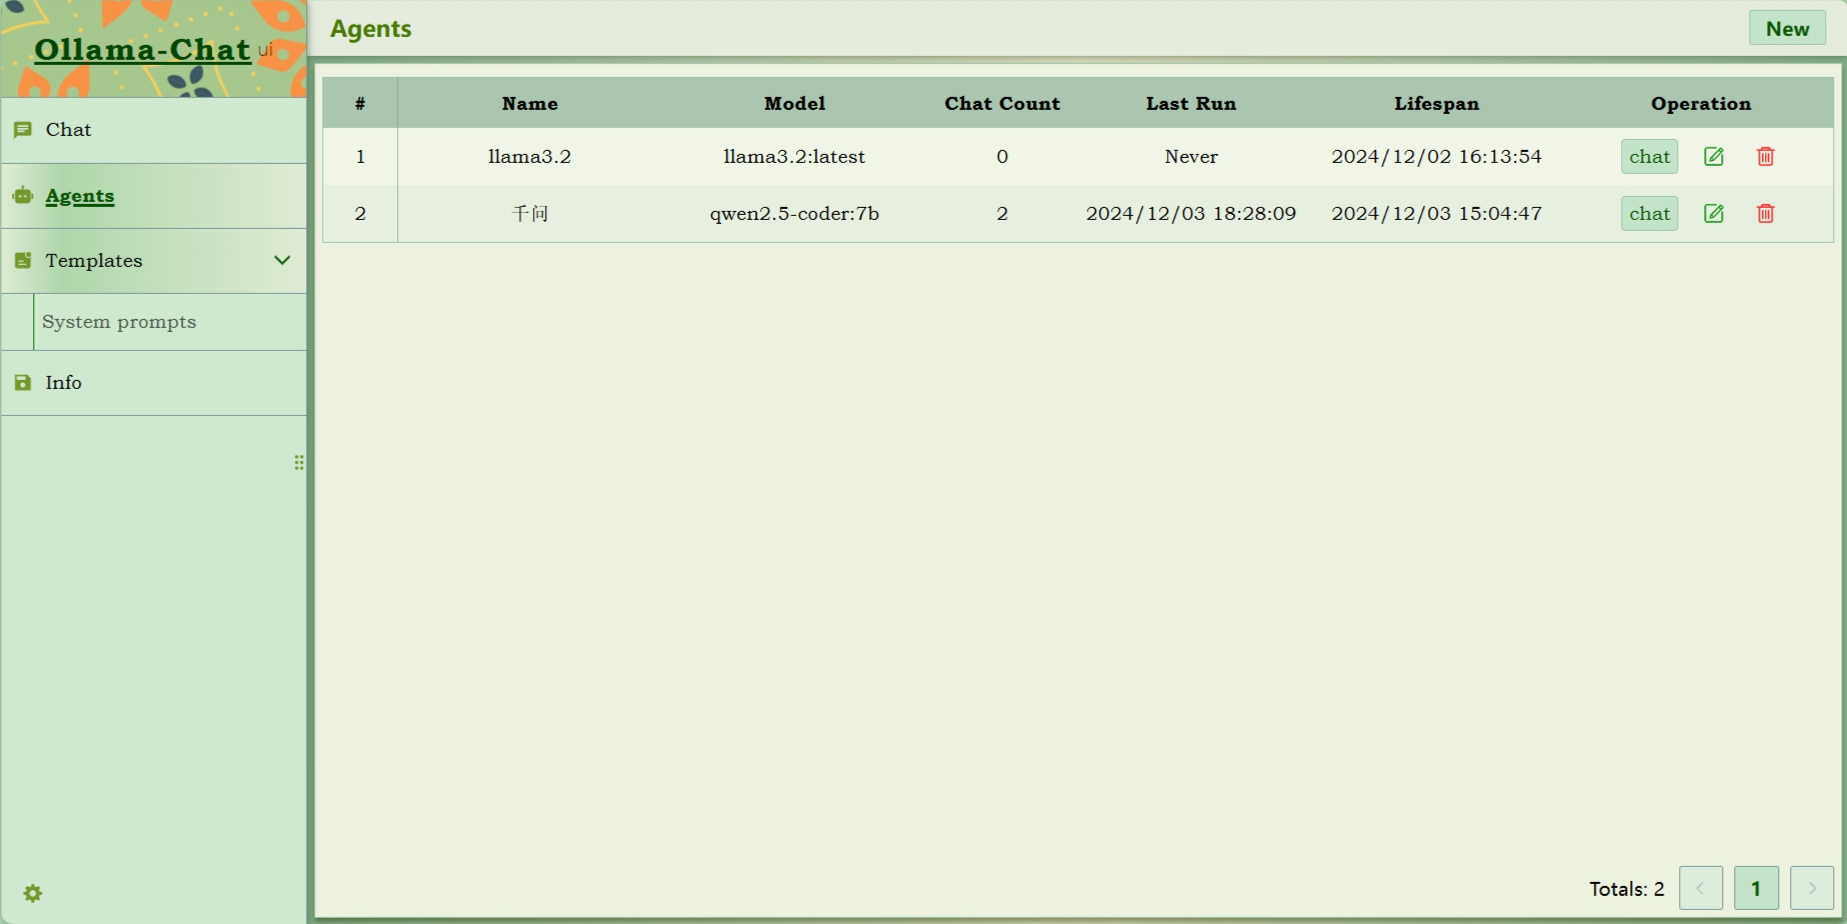 Ollama-Chat ui
Agents
New
Chat
Agents
Templates
System prompts
Info
# Name Model Chat Count Last Run Lifespan Operation
1 llama3.2 llama3.2:latest 0 Never 2024/12/02 16:13:54 chat
2 千问 qwen2.5-coder:7b 2 2024/12/03 18:28:09 2024/12/03 15:04:47 chat
Totals: 2 < 1 >